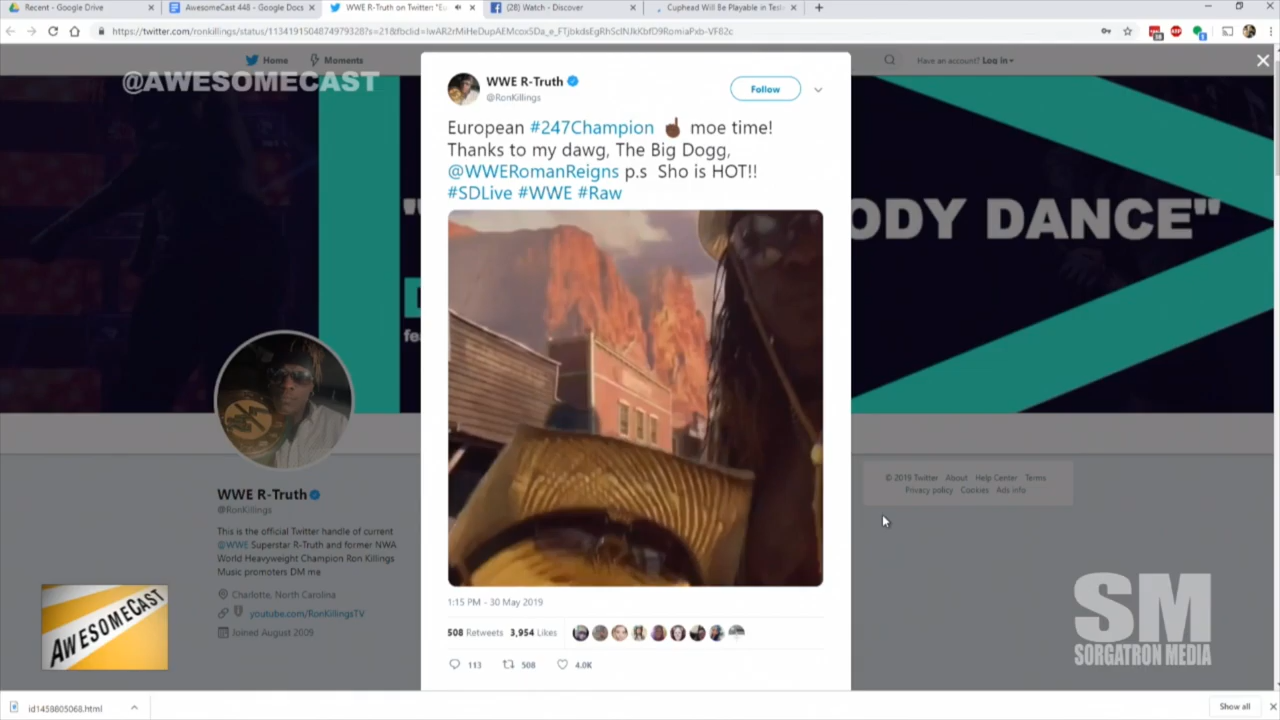 Recent - Google Drive
AwesomeCast 448 - Google Docs
WWE R-Truth on Twitter: "Eu
(28) Watch - Discover
Cuphead Will Be Playable in Tesla
Home
Moments
Have an account? Log in
@AWESOMECAST
WWE R-Truth
@RonKillings
Follow
European #247Champion ☝🏿 moe time!
Thanks to my dawg, The Big Dogg,
@WWERomanReigns p.s Sho is HOT!!
#SDLive #WWE #Raw
ODY DANCE"
WWE R-Truth
@RonKillings
This is the official Twitter handle of current
@WWE Superstar R-Truth and former NWA
World Heavyweight Champion Ron Killings
Music promoters DM me
Charlotte, North Carolina
youtube.com/RonKillingsTV
Joined August 2009
© 2019 Twitter About Help Center Terms
Privacy policy Cookies Ads info
1:15 PM - 30 May 2019
508 Retweets 3,954 Likes
113 508 4.0K
AWESOMECAST
SM
SORGATRON MEDIA
id1458805068.html
Show all